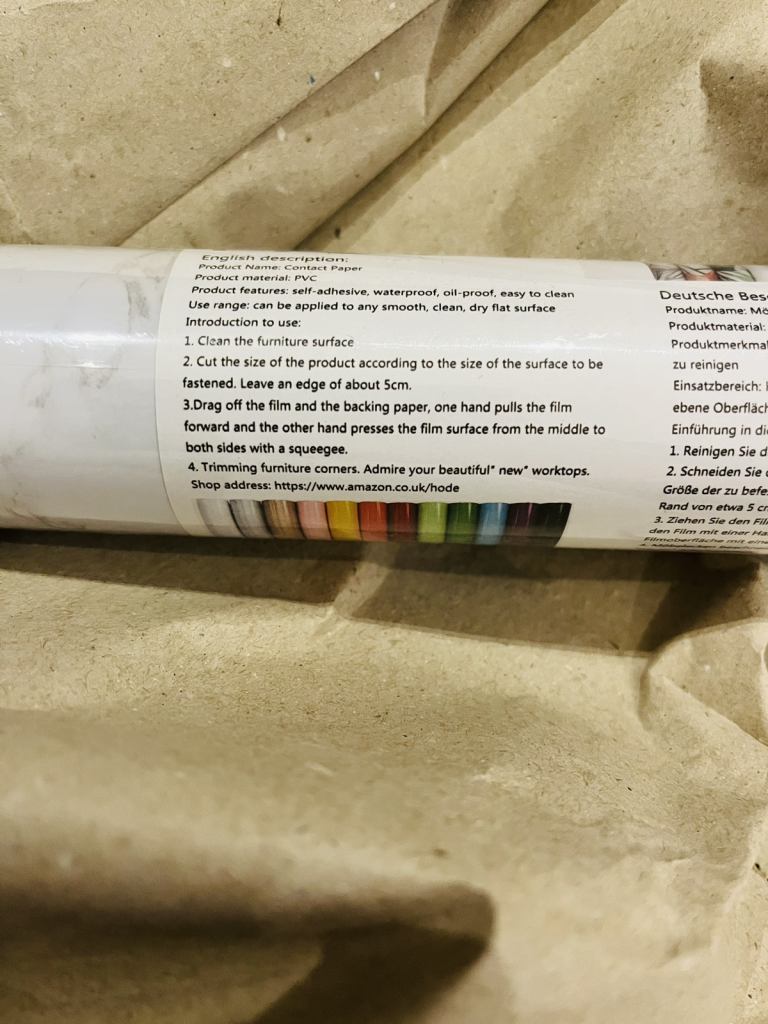 English description:
Product Name: Contact Paper
Product material: PVC
Product features: self-adhesive, waterproof, oil-proof, easy to clean
Use range: can be applied to any smooth, clean, dry flat surface
Introduction to use:
1. Clean the furniture surface
2. Cut the size of the product according to the size of the surface to be
fastened. Leave an edge of about 5cm.
3.Drag off the film and the backing paper, one hand pulls the film
forward and the other hand presses the film surface from the middle to
both sides with a squeegee.
4. Trimming furniture corners. Admire your beautiful" new" worktops.
Shop address: https://www.amazon.co.uk/hode
Deutsche Bes
Produktname: Mö
Produktmaterial:
Produktmerkma
zu reinigen
Einsatzbereich:
ebene Oberfläch
Einführung in di
1. Reinigen Sie d
2. Schneiden Sie
Größe der zu befe
Rand von etwa 5 c
3. Ziehen Sie den Fil
den Film mit einer Ha
Filmoberfläche mit eine